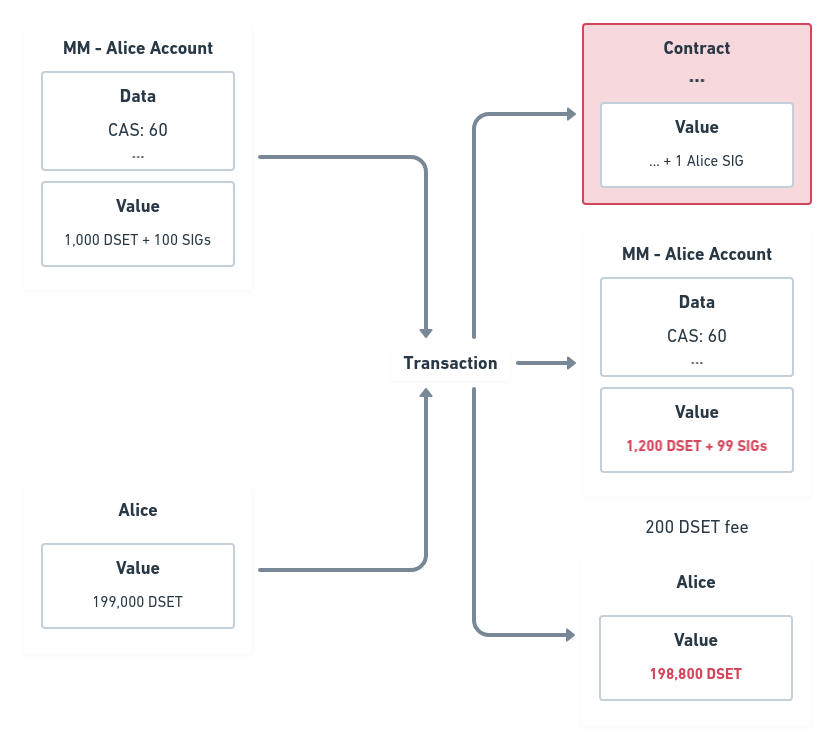 MM - Alice Account
Data
CAS: 60
...
Value
1,000 DSET + 100 SIGs
Alice
Value
199,000 DSET
Transaction
Contract
...
Value
... + 1 Alice SIG
MM - Alice Account
Data
CAS: 60
...
Value
1,200 DSET + 99 SIGs
200 DSET fee
Alice
Value
198,800 DSET